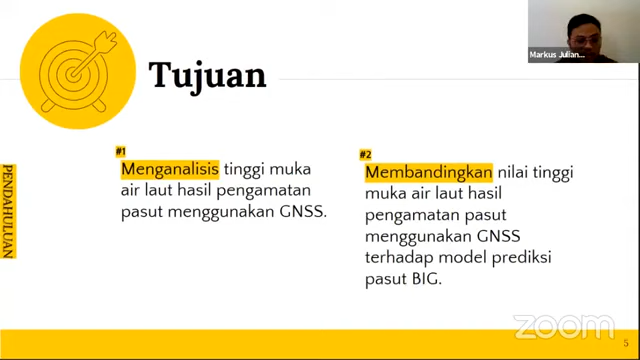 Markus Julian...
Tujuan
#1
Menganalisis tinggi muka
air laut hasil pengamatan
pasut menggunakan GNSS.
#2
Membandingkan nilai tinggi
muka air laut hasil
pengamatan pasut
menggunakan GNSS
terhadap model prediksi
pasut BIG.
PENDAHULUAN
zoom
5